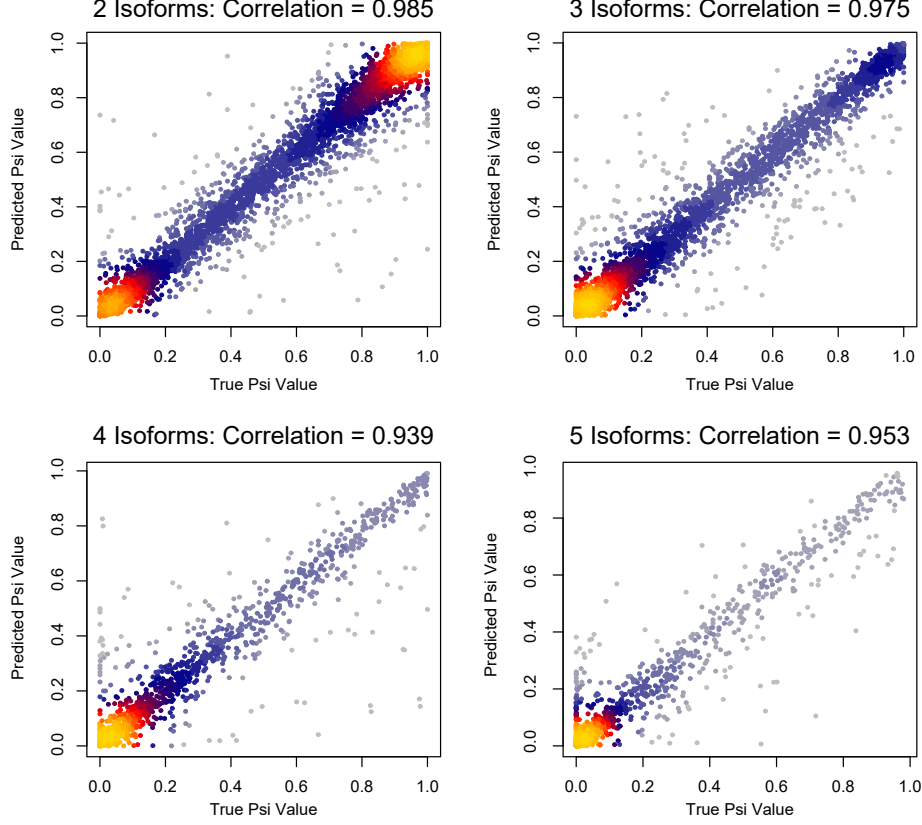 2 Isoforms: Correlation = 0.985
Predicted Psi Value
1.0
0.8
0.6
0.4
0.2
0.0
0.0 0.2 0.4 0.6 0.8 1.0
True Psi Value
3 Isoforms: Correlation = 0.975
Predicted Psi Value
1.0
0.8
0.6
0.4
0.2
0.0
0.0 0.2 0.4 0.6 0.8 1.0
True Psi Value
4 Isoforms: Correlation = 0.939
Predicted Psi Value
1.0
0.8
0.6
0.4
0.2
0.0
0.0 0.2 0.4 0.6 0.8 1.0
True Psi Value
5 Isoforms: Correlation = 0.953
Predicted Psi Value
1.0
0.8
0.6
0.4
0.2
0.0
0.0 0.2 0.4 0.6 0.8 1.0
True Psi Value